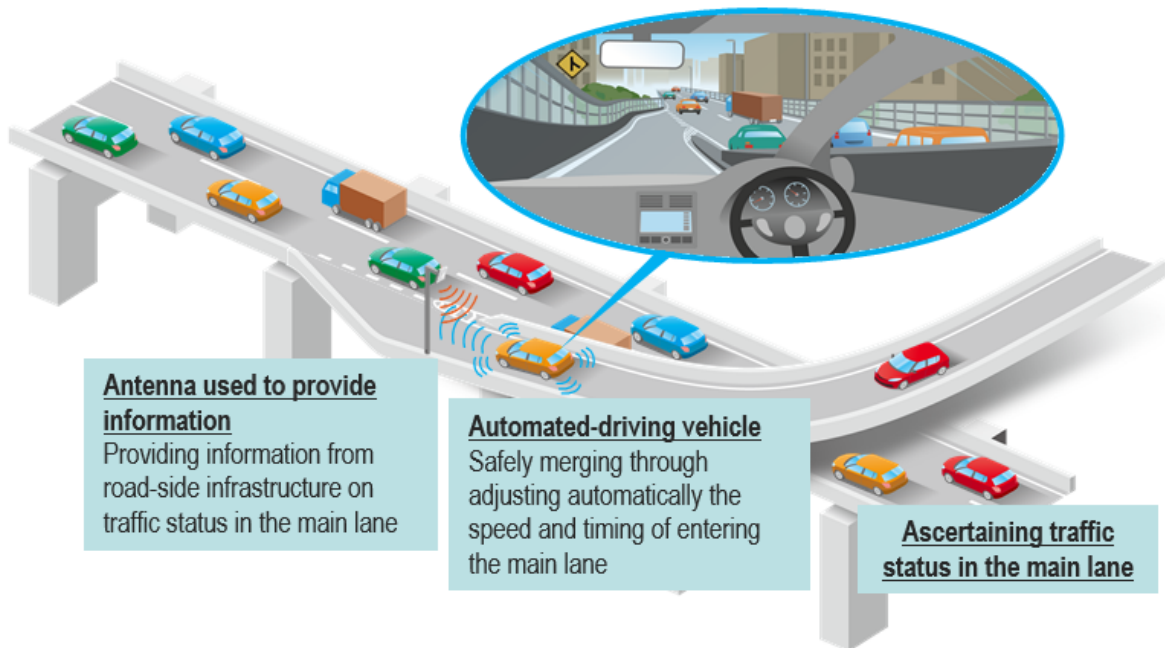 Antenna used to provide
information
Providing information from
road-side infrastructure on
traffic status in the main lane
Automated-driving vehicle
Safely merging through
adjusting automatically the
speed and timing of entering
the main lane
Ascertaining traffic
status in the main lane